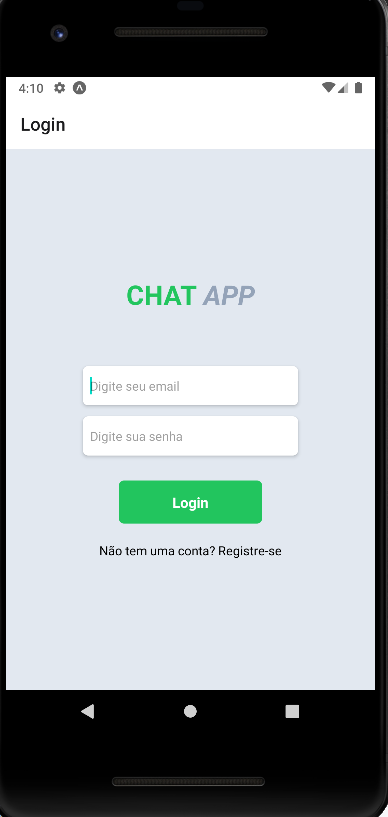 4:10
Login
CHAT APP
Digite seu email
Digite sua senha
Login
Não tem uma conta? Registre-se